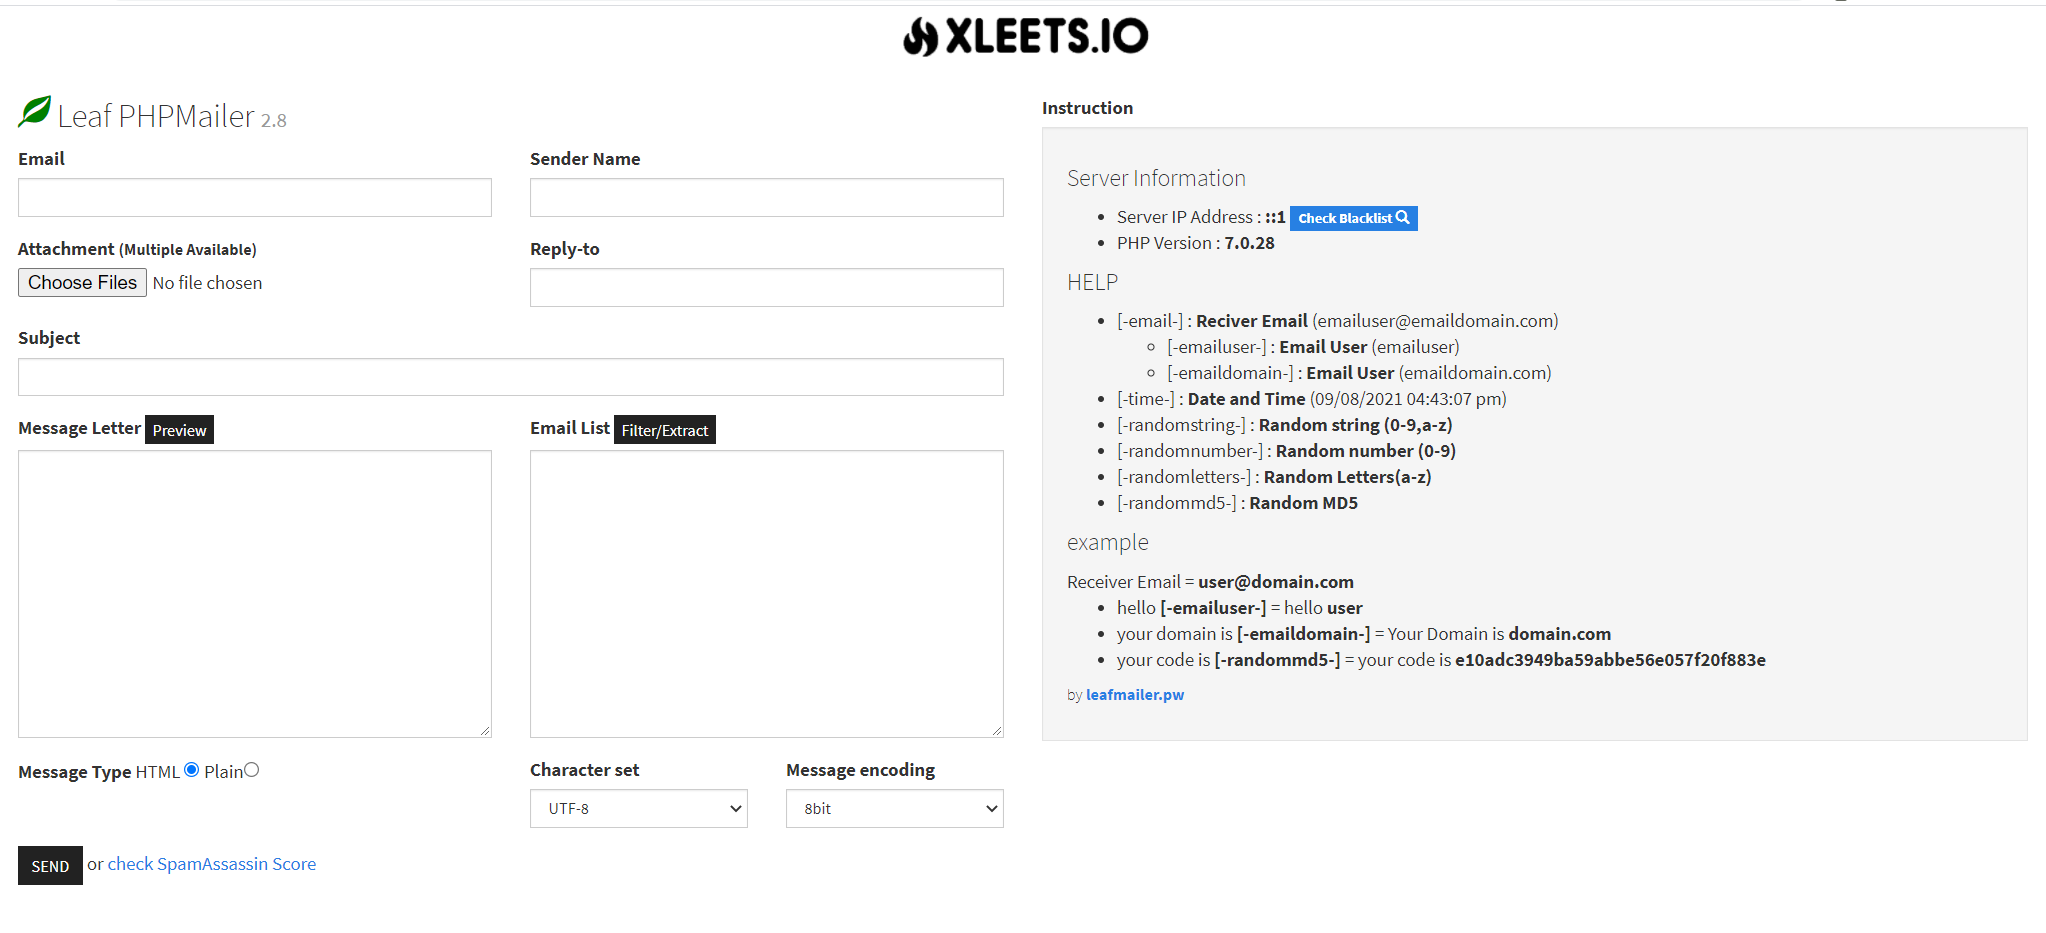 XLEETS.IO
Leaf PHPMailer 2.8
Email
Sender Name
Attachment (Multiple Available)
Choose Files No file chosen
Reply-to
Subject
Message Letter Preview
Email List Filter/Extract
Message Type HTML Plain
Character set
UTF-8
Message encoding
8bit
SEND or check SpamAssassin Score
Instruction
Server Information
Server IP Address : ::1 Check Blacklist
PHP Version : 7.0.28
HELP
[-email-] : Reciver Email (emailuser@emaildomain.com)
[-emailuser-] : Email User (emailuser)
[-emaildomain-] : Email User (emaildomain.com)
[-time-] : Date and Time (09/08/2021 04:43:07 pm)
[-randomstring-] : Random string (0-9,a-z)
[-randomnumber-] : Random number (0-9)
[-randomletters-] : Random Letters(a-z)
[-randommd5-] : Random MD5
example
Receiver Email = user@domain.com
hello [-emailuser-] = hello user
your domain is [-emaildomain-] = Your Domain is domain.com
your code is [-randommd5-] = your code is e10adc3949ba59abbe56e057f20f883e
by leafmailer.pw